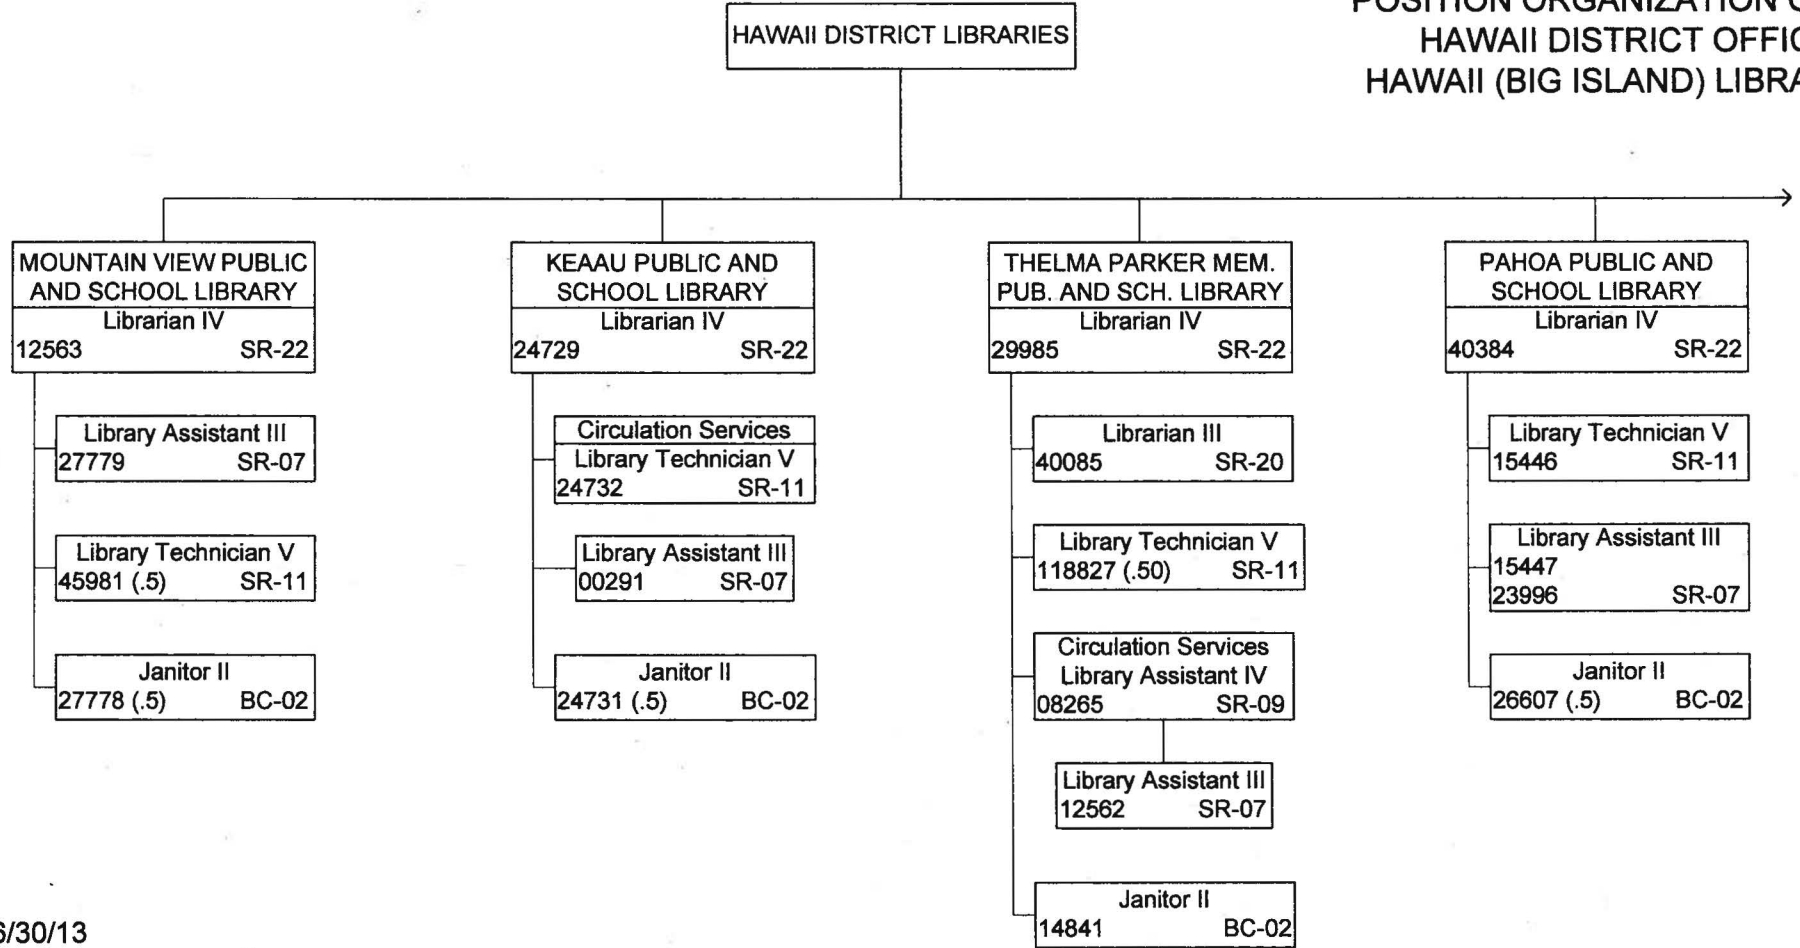 HAWAII DISTRICT LIBRARIES
POSITION ORGANIZATION
HAWAII DISTRICT OFFIC
HAWAII (BIG ISLAND) LIBRA
MOUNTAIN VIEW PUBLIC
AND SCHOOL LIBRARY
Librarian IV
12563 SR-22
Library Assistant III
27779 SR-07
Library Technician V
45981 (.5) SR-11
Janitor II
27778 (.5) BC-02
KEAAU PUBLIC AND
SCHOOL LIBRARY
Librarian IV
24729 SR-22
Circulation Services
Library Technician V
24732 SR-11
Library Assistant III
00291 SR-07
Janitor II
24731 (.5) BC-02
THELMA PARKER MEM.
PUB. AND SCH. LIBRARY
Librarian IV
29985 SR-22
Librarian III
40085 SR-20
Library Technician V
118827 (.50) SR-11
Circulation Services
Library Assistant IV
08265 SR-09
Library Assistant III
12562 SR-07
Janitor II
14841 BC-02
PAHOA PUBLIC AND
SCHOOL LIBRARY
Librarian IV
40384 SR-22
Library Technician V
15446 SR-11
Library Assistant III
15447
23996 SR-07
Janitor II
26607 (.5) BC-02
6/30/13